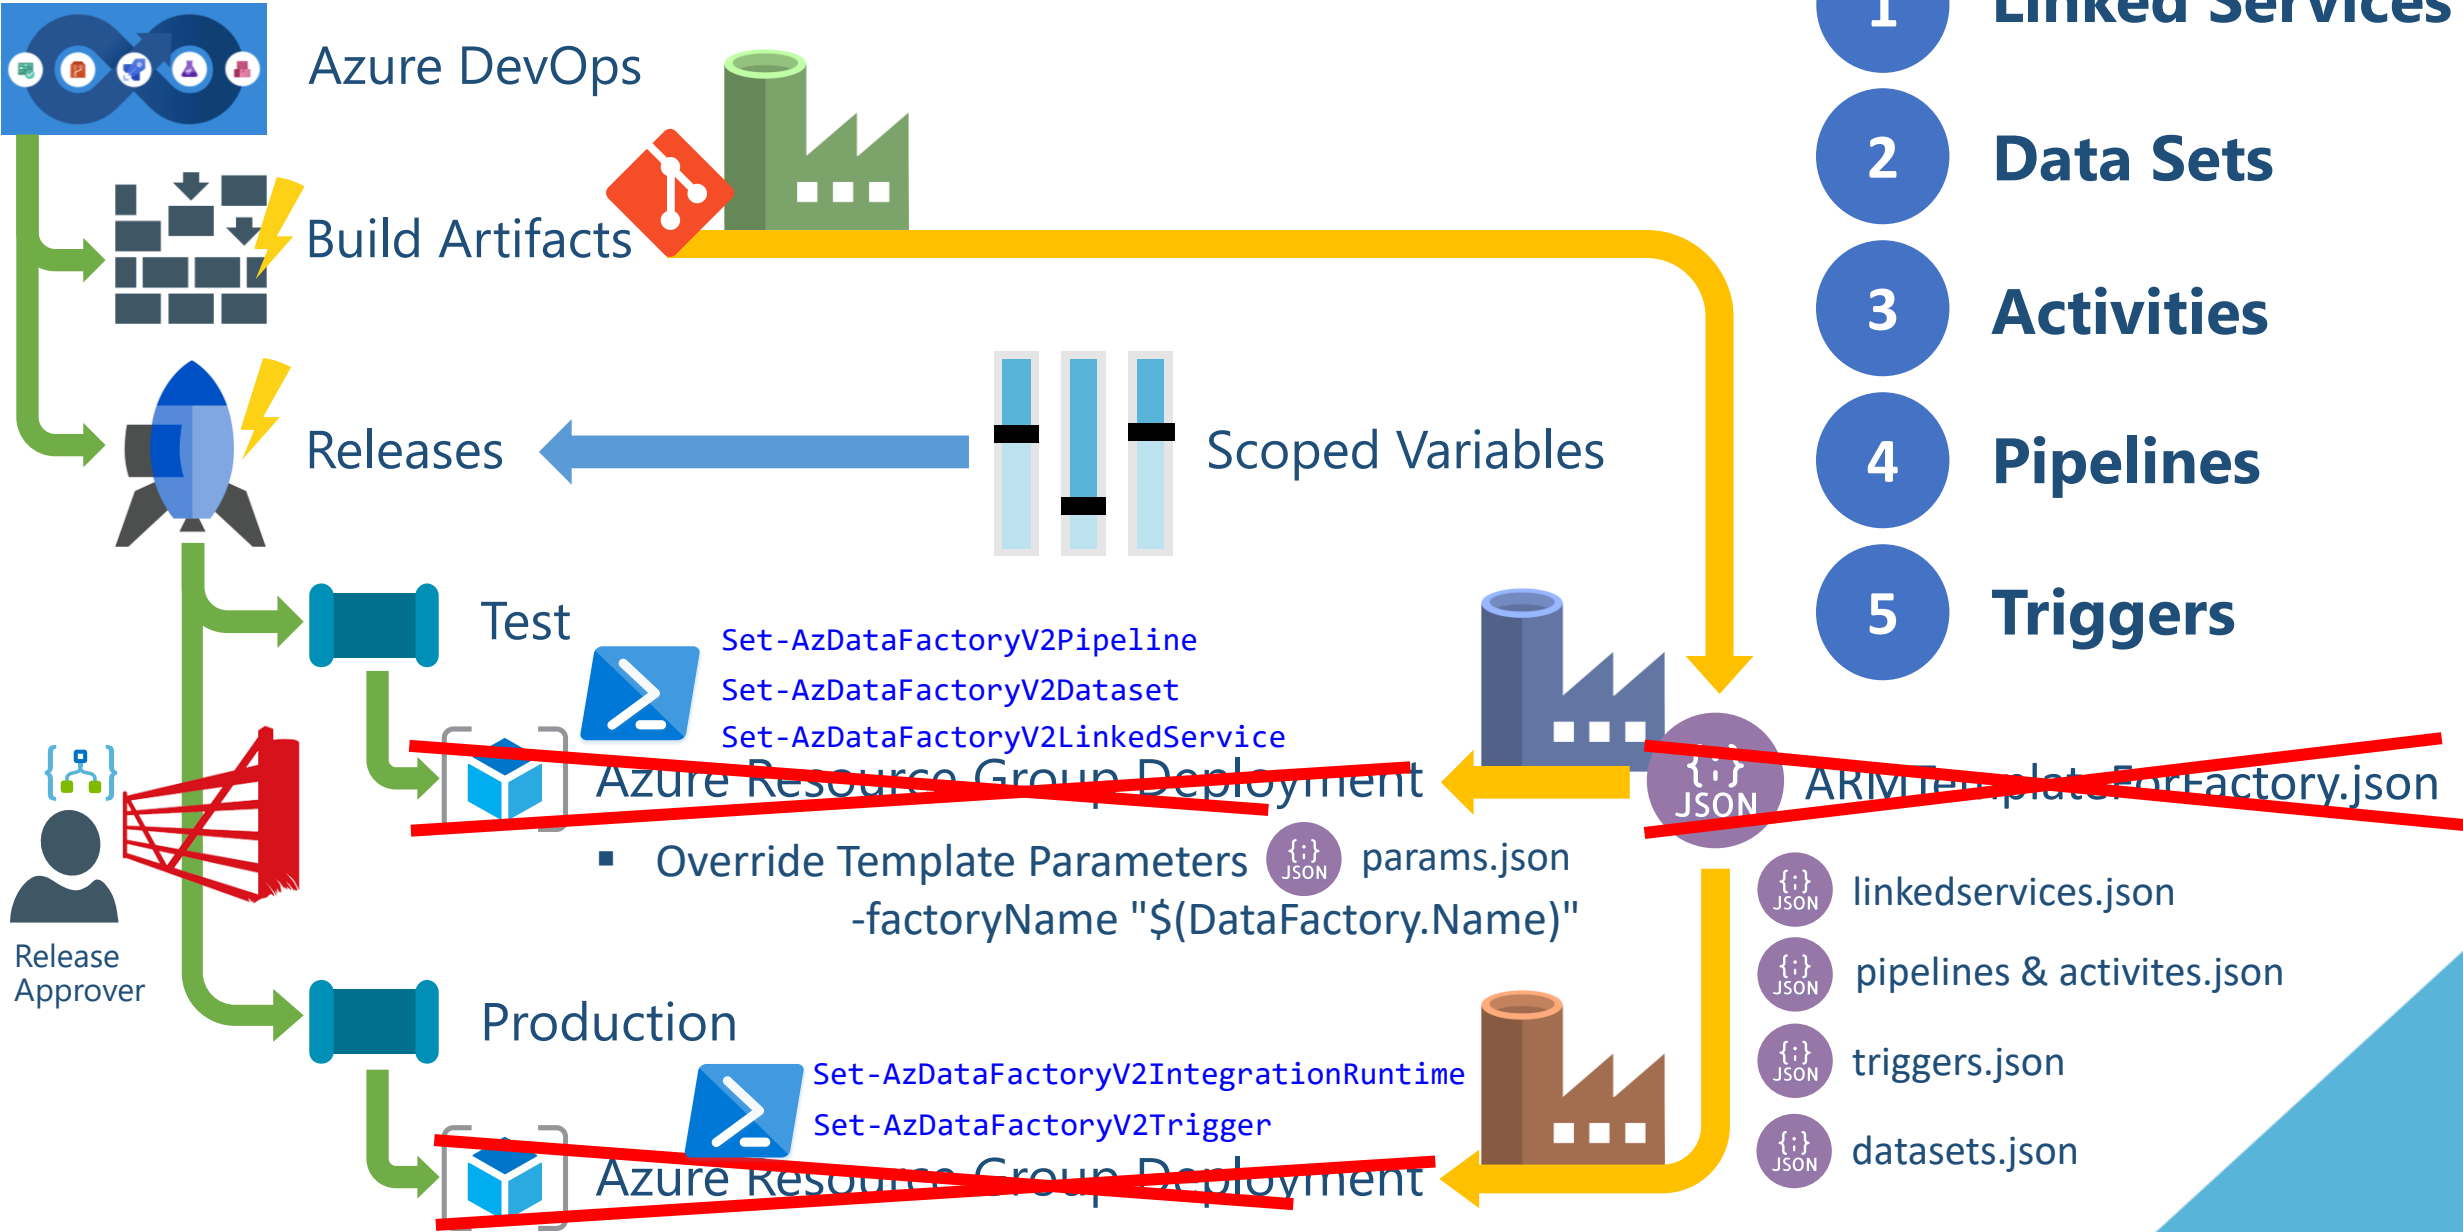 Azure DevOps
Build Artifacts
Releases
Scoped Variables
1 Linked Services
2 Data Sets
3 Activities
4 Pipelines
5 Triggers
Test
Set-AzDataFactoryV2Pipeline
Set-AzDataFactoryV2Dataset
Set-AzDataFactoryV2LinkedService
Azure Resource Group Deployment
{;}
JSON
ARMTemplateForFactory.json
▪ Override Template Parameters
{;}
JSON
params.json
-factoryName "$(DataFactory.Name)"
{;}
JSON
linkedservices.json
{;}
JSON
pipelines & activites.json
{;}
JSON
triggers.json
{;}
JSON
datasets.json
Release
Approver
Production
Set-AzDataFactoryV2IntegrationRuntime
Set-AzDataFactoryV2Trigger
Azure Resource Group Deployment